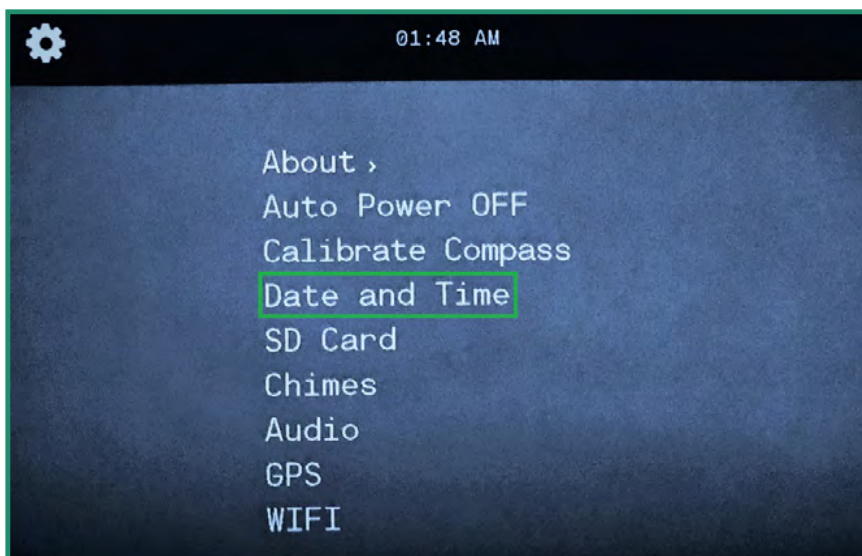 01:48 AM
About ›
Auto Power OFF
Calibrate Compass
Date and Time
SD Card
Chimes
Audio
GPS
WIFI